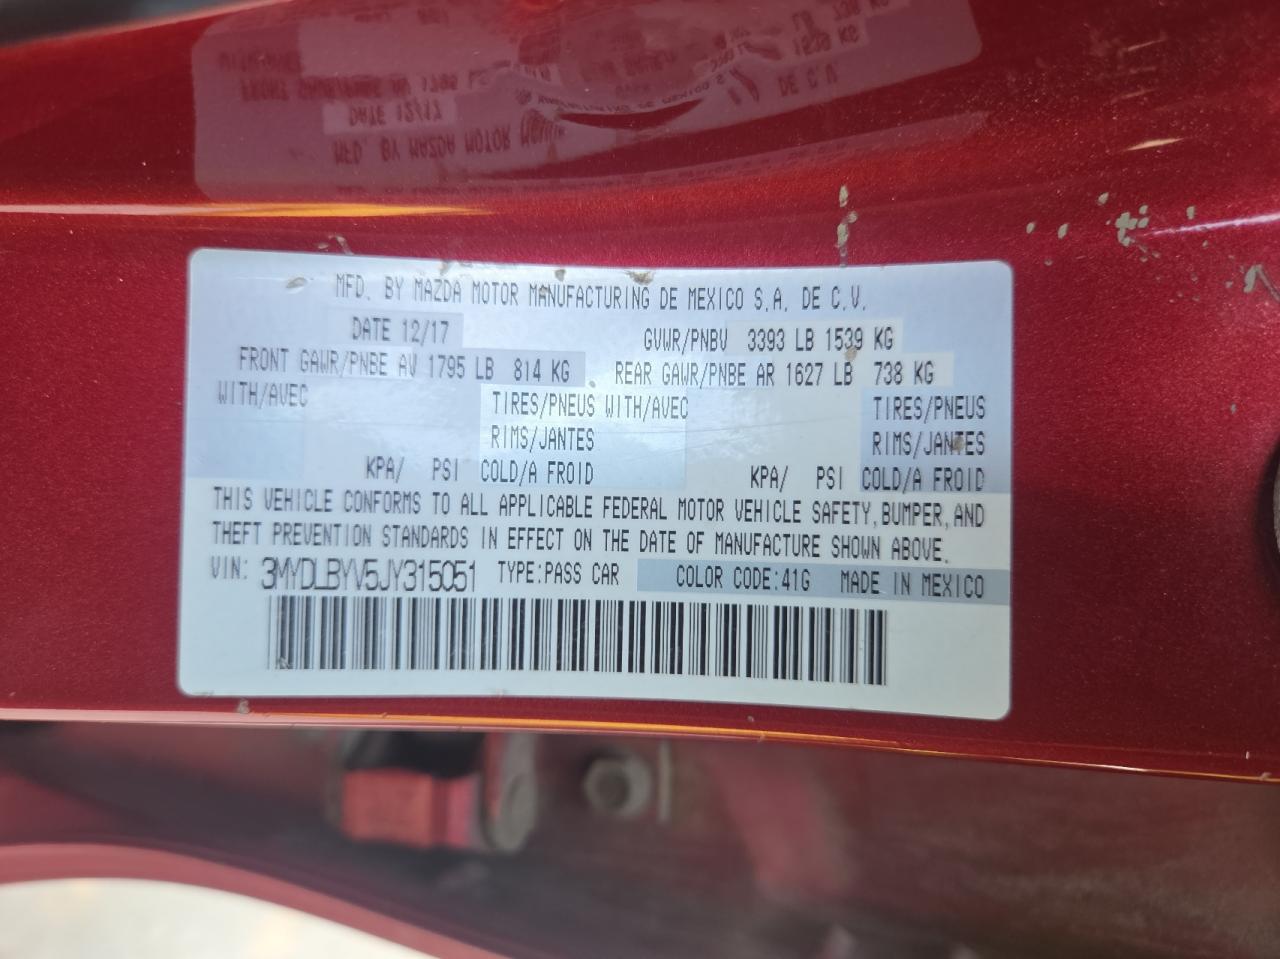 MFD. BY MAZDA MOTOR MANUFACTURING DE MEXICO S.A. DE C.V.
DATE 12/17 GVWR/PNBV 3393 LB 1539 KG
FRONT GAWR/PNBE AV 1795 LB 814 KG REAR GAWR/PNBE AR 1627 LB 738 KG
WITH/AVEC TIRES/PNEUS WITH/AVEC TIRES/PNEUS
RIMS/JANTES RIMS/JANTES
KPA/ PSI COLD/A FROID KPA/ PSI COLD/A FROID
THIS VEHICLE CONFORMS TO ALL APPLICABLE FEDERAL MOTOR VEHICLE SAFETY, BUMPER, AND
THEFT PREVENTION STANDARDS IN EFFECT ON THE DATE OF MANUFACTURE SHOWN ABOVE.
VIN: 3MYDLBYV5JY315051 TYPE:PASS CAR COLOR CODE:41G MADE IN MEXICO